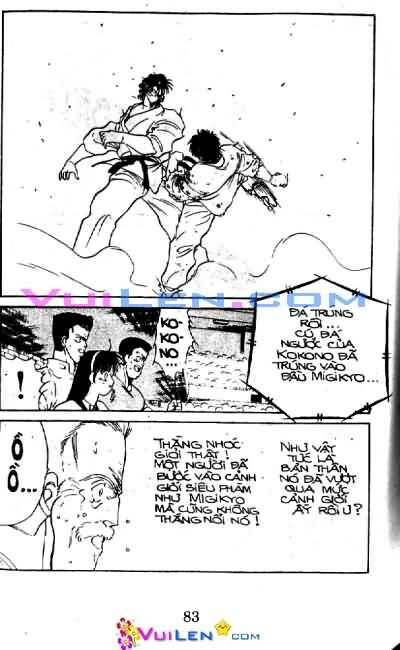 VuiLen.com
ĐÁ TRÚNG
RỒI...
CÚ ĐÁ
NGƯỢC CỦA
KOKONO ĐÃ
TRÚNG VÀO
ĐẦU MIGIKYO...
KO-
KO-
NO...
!
Ồ
Ồ...
THẰNG NHỌC
GIỎI THẬT!
MỘT NGƯỜI ĐÃ
BƯỚC VÀO CẢNH
GIỚI SIÊU PHÀM
NHƯ MIGIKYO
MÀ CŨNG KHÔNG
THẮNG NỔI NÓ!
NHƯ VẬY
TỨC LÀ
BẢN THÂN
NÓ ĐÃ VƯỢT
QUA MỨC
CẢNH GIỚI
ẤY RỒI Ư?
83
VuiLen.com